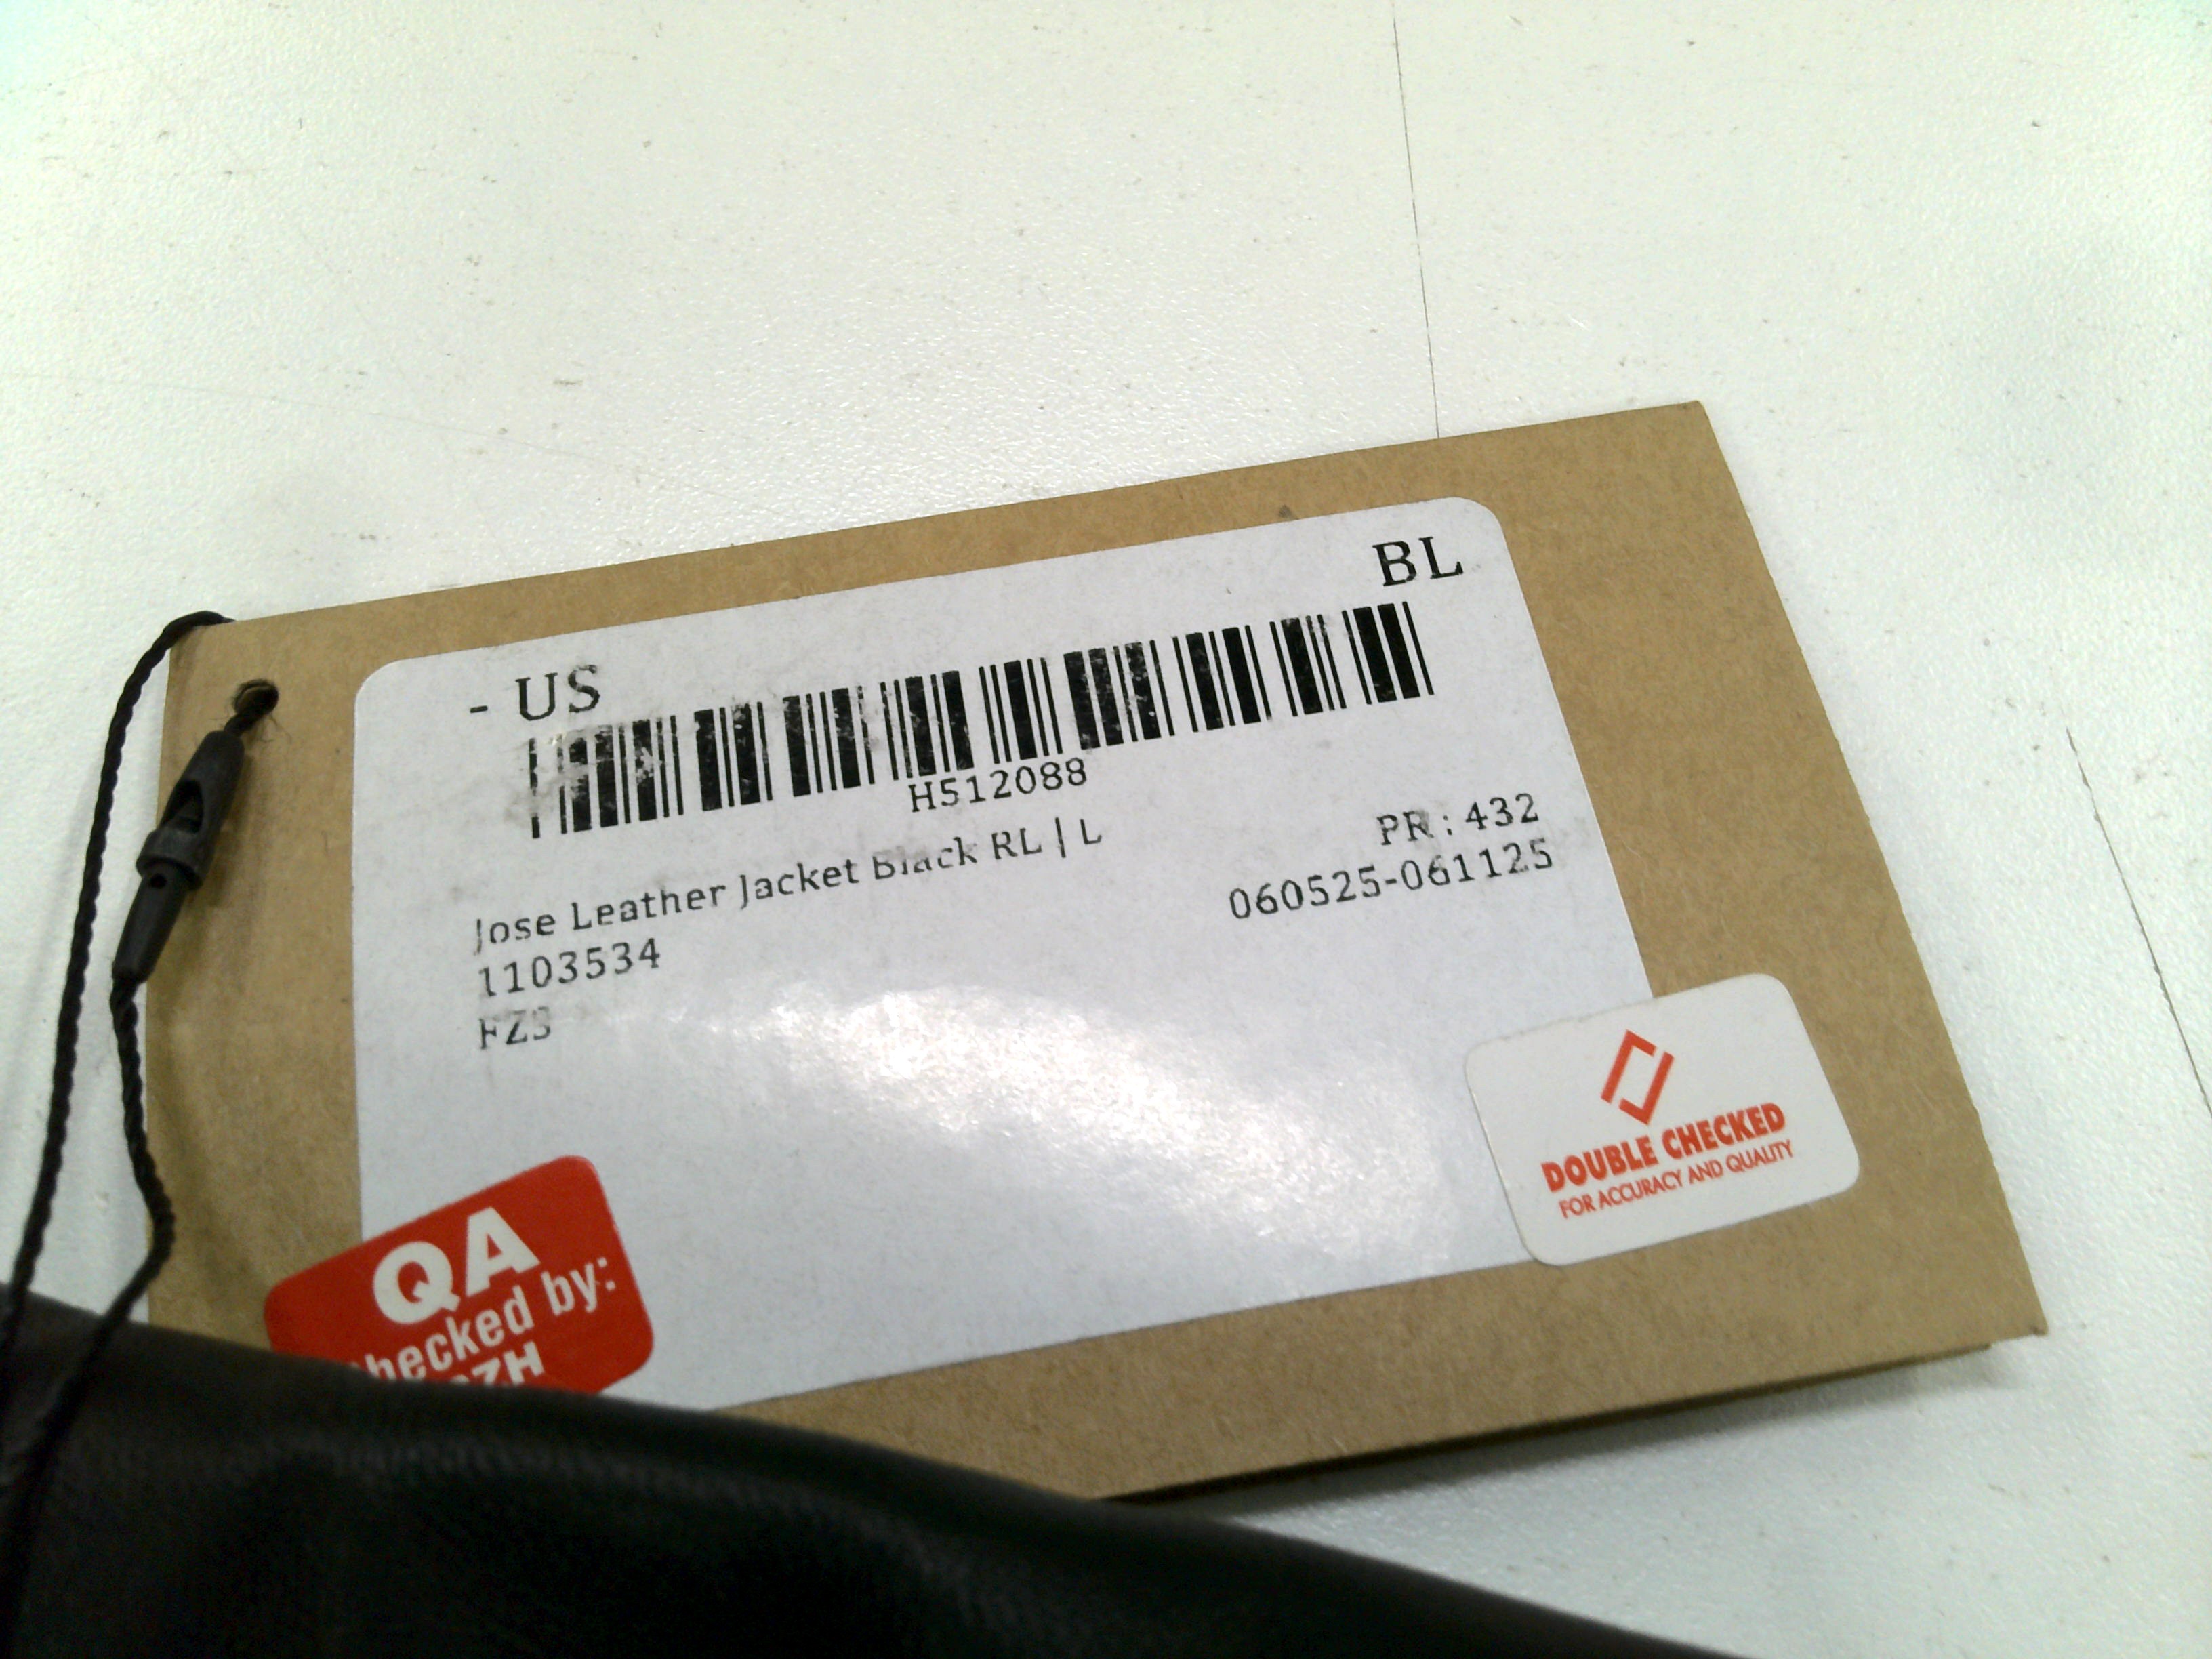 BL
- US
H512088
PR : 432
Jose Leather Jacket Black RL | L
060525-061125
1103534
FZS
DOUBLE CHECKED
FOR ACCURACY AND QUALITY
QA
checked by: